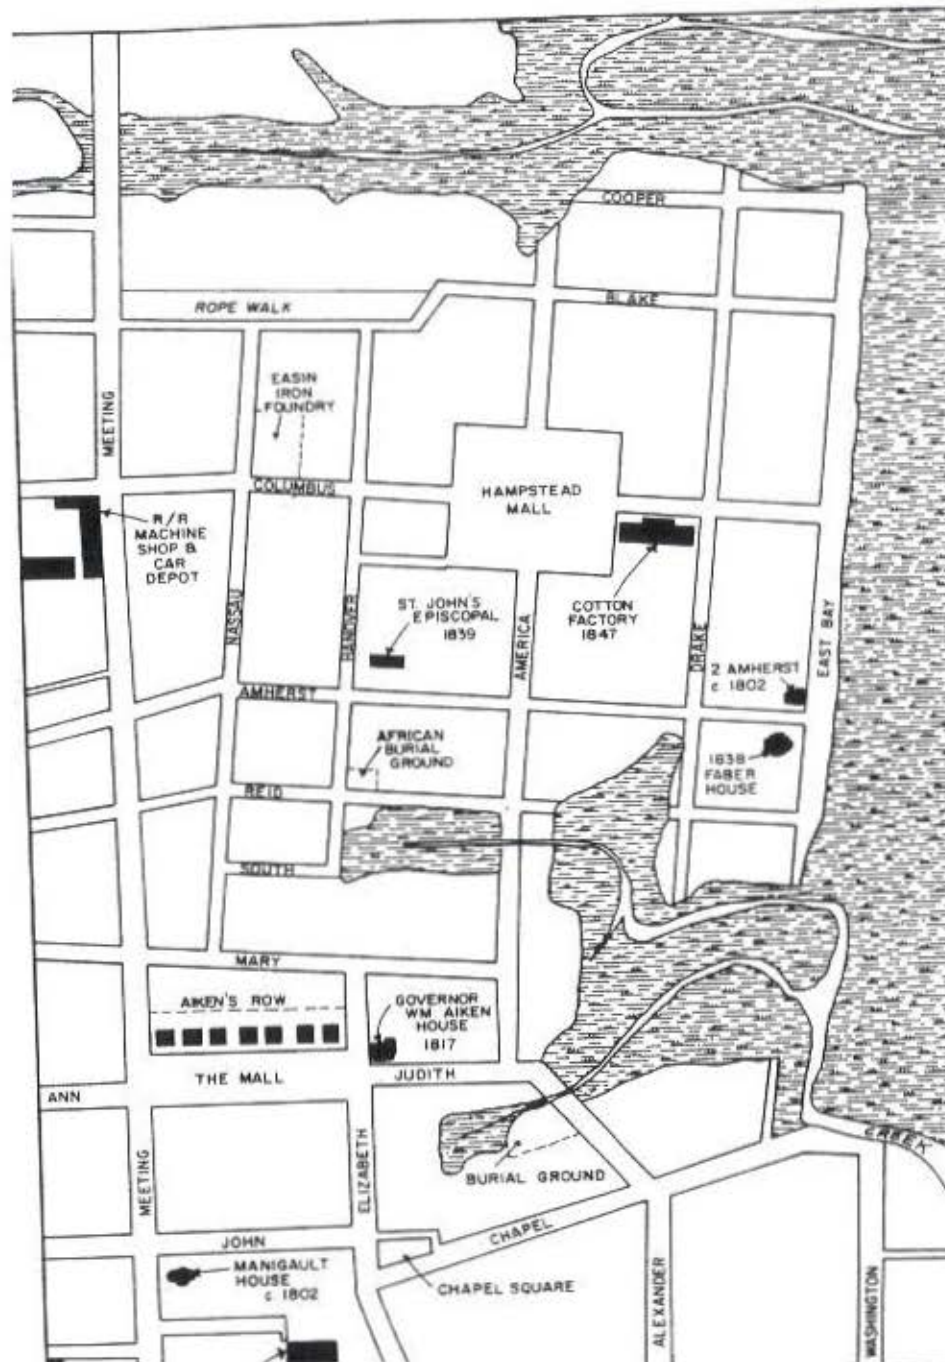 COOPER
BLAKE
ROPE WALK
EASIN
IRON
FOUNDRY
MEETING
COLUMBUS
HAMPSTEAD
MALL
R/R
MACHINE
SHOP &
CAR
DEPOT
NASSAU
HANOVER
ST. JOHN'S
EPISCOPAL
1839
AMERICA
COTTON
FACTORY
1847
DRAKE
EAST BAY
2 AMHERST
c 1802
AMHERST
AFRICAN
BURIAL
GROUND
1838
FABER
HOUSE
REID
SOUTH
MARY
AIKEN'S ROW
GOVERNOR
WM AIKEN
HOUSE
1817
THE MALL
JUDITH
ANN
CREEK
MEETING
ELIZABETH
BURIAL GROUND
CHAPEL
JOHN
MANIGAULT
HOUSE
c 1802
CHAPEL SQUARE
ALEXANDER
WASHINGTON